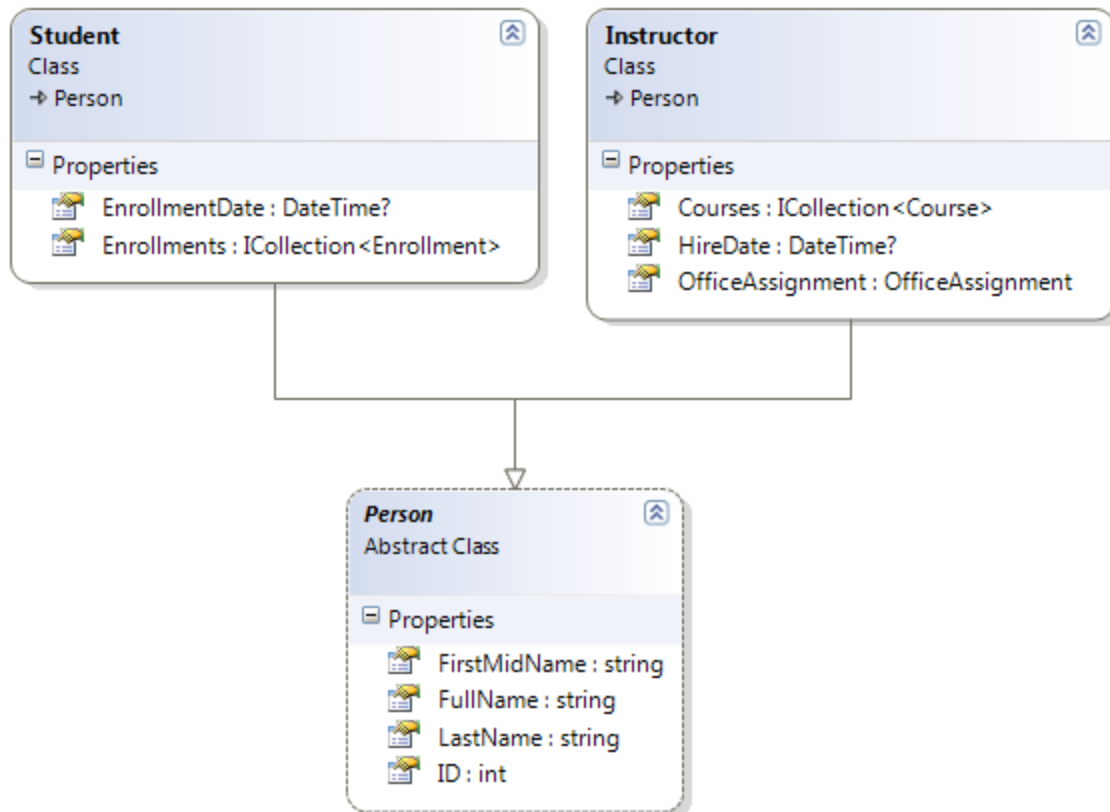 Student
Class
→ Person
Properties
EnrollmentDate : DateTime?
Enrollments : ICollection<Enrollment>
Instructor
Class
→ Person
Properties
Courses : ICollection<Course>
HireDate : DateTime?
OfficeAssignment : OfficeAssignment
Person
Abstract Class
Properties
FirstMidName : string
FullName : string
LastName : string
ID : int